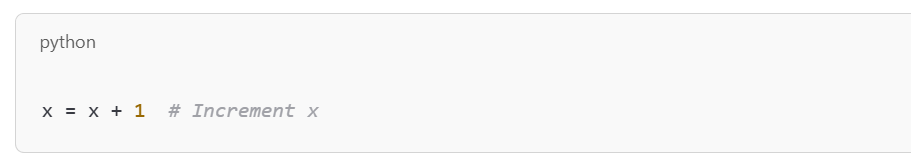 python
x = x + 1  # Increment x